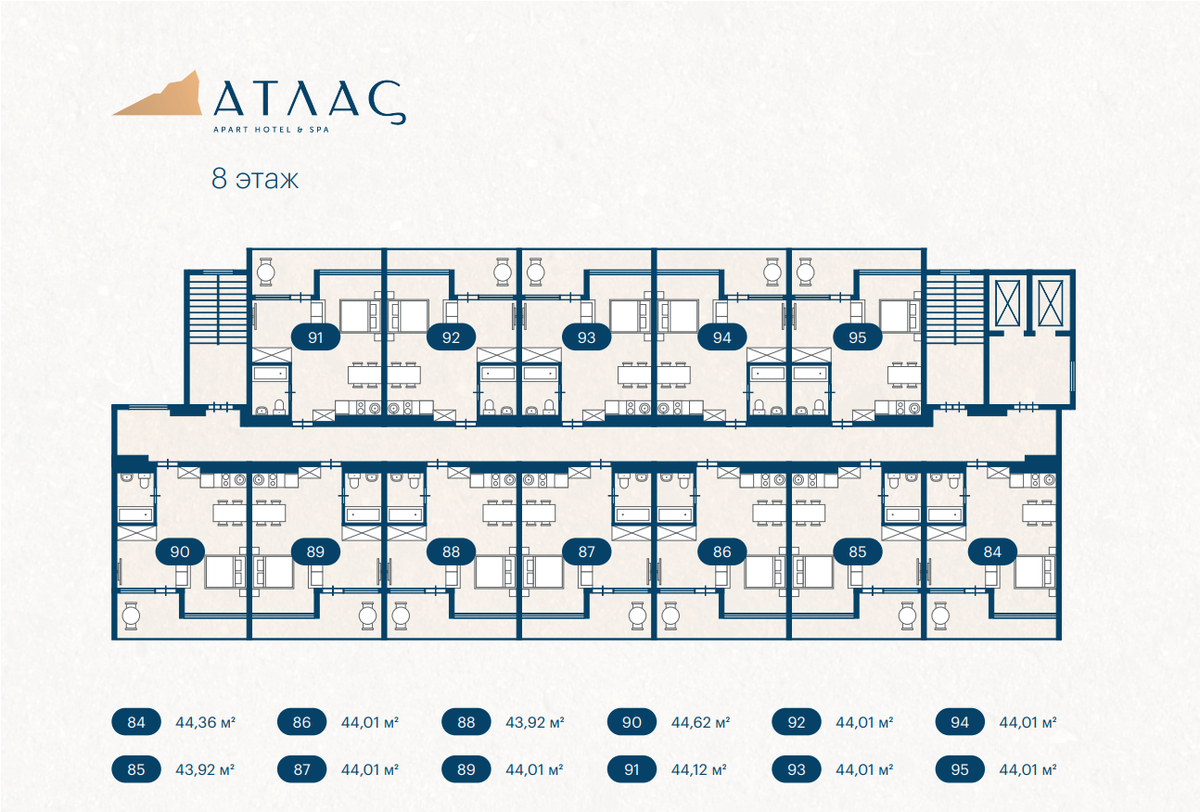 АТЛАС
APART HOTEL & SPA
8 этаж
91 92 93 94 95
90 89 88 87 86 85 84
84 44,36 м² 86 44,01 м² 88 43,92 м² 90 44,62 м² 92 44,01 м² 94 44,01 м²
85 43,92 м² 87 44,01 м² 89 44,01 м² 91 44,12 м² 93 44,01 м² 95 44,01 м²